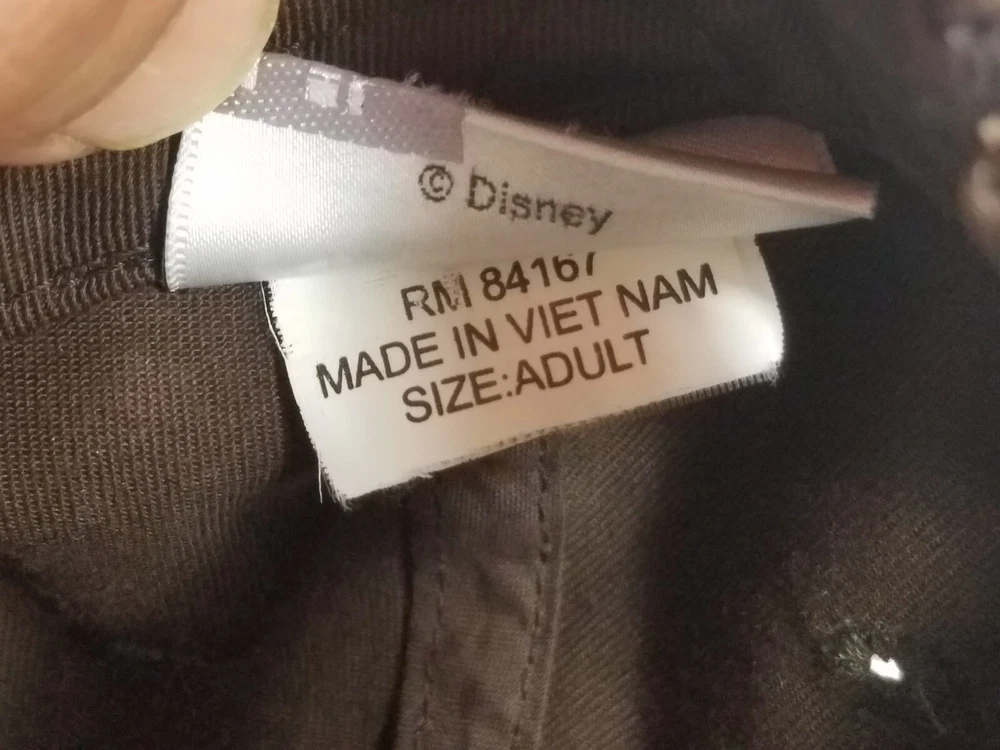 © Disney
RM 84167
MADE IN VIET NAM
SIZE:ADULT